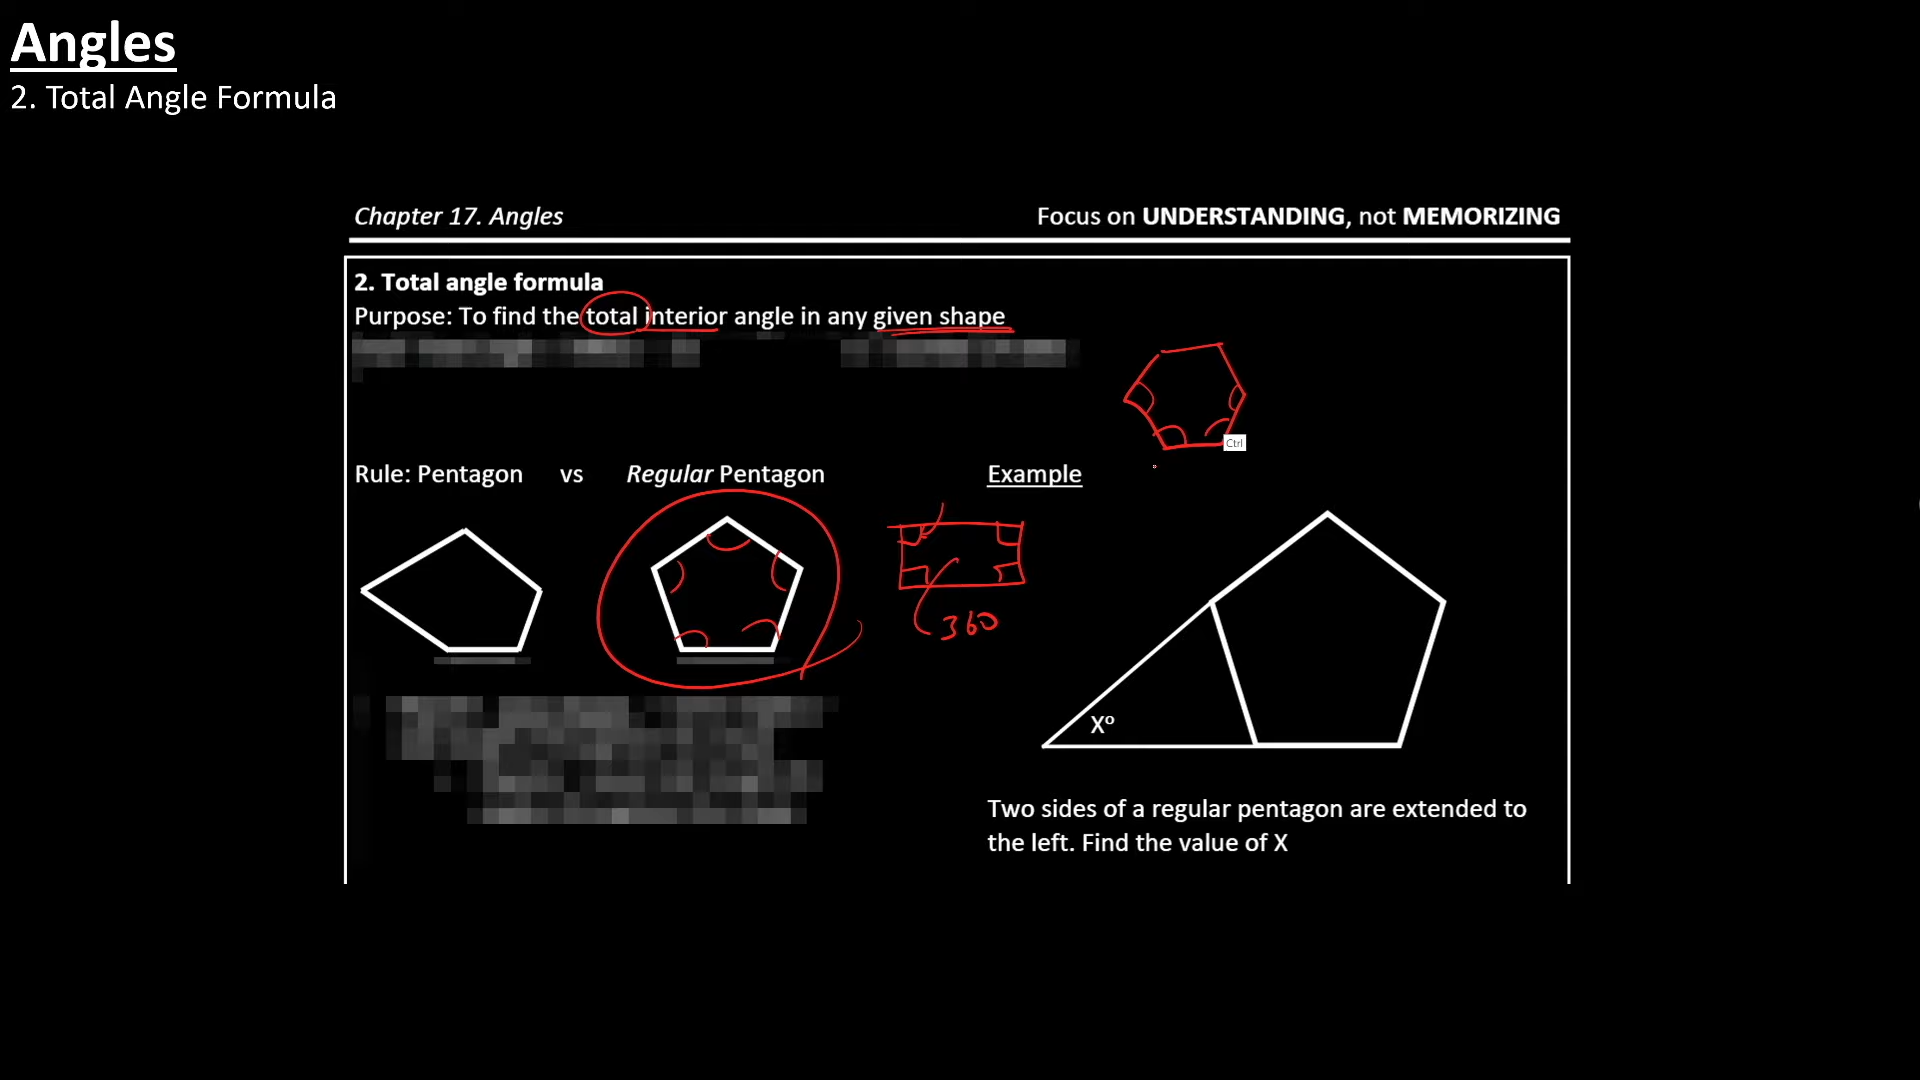 Angles
2. Total Angle Formula
Chapter 17. Angles
Focus on UNDERSTANDING, not MEMORIZING
2. Total angle formula
Purpose: To find the total interior angle in any given shape
Ctrl
Rule: Pentagon vs Regular Pentagon
Example
360
Xº
Two sides of a regular pentagon are extended to
the left. Find the value of X